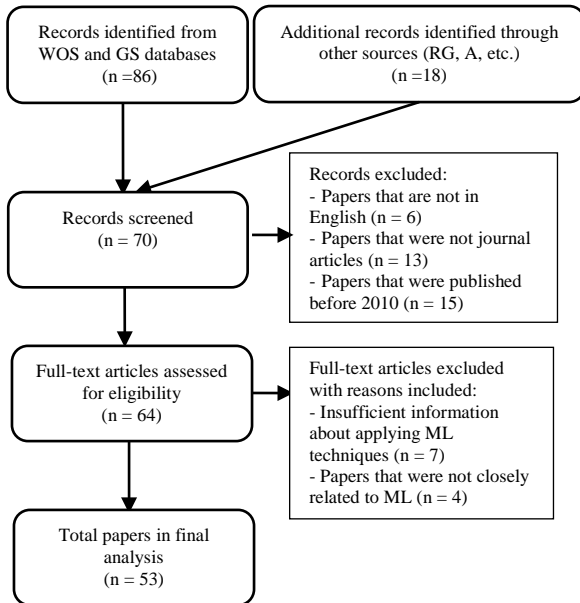 Records identified from
WOS and GS databases
(n =86)
Additional records identified through
other sources (RG, A, etc.)
(n =18)
Records screened
(n = 70)
Records excluded:
- Papers that are not in
English (n = 6)
- Papers that were not journal
articles (n = 13)
- Papers that were published
before 2010 (n = 15)
Full-text articles assessed
for eligibility
(n = 64)
Full-text articles excluded
with reasons included:
- Insufficient information
about applying ML
techniques (n = 7)
- Papers that were not closely
related to ML (n = 4)
Total papers in final
analysis
(n = 53)